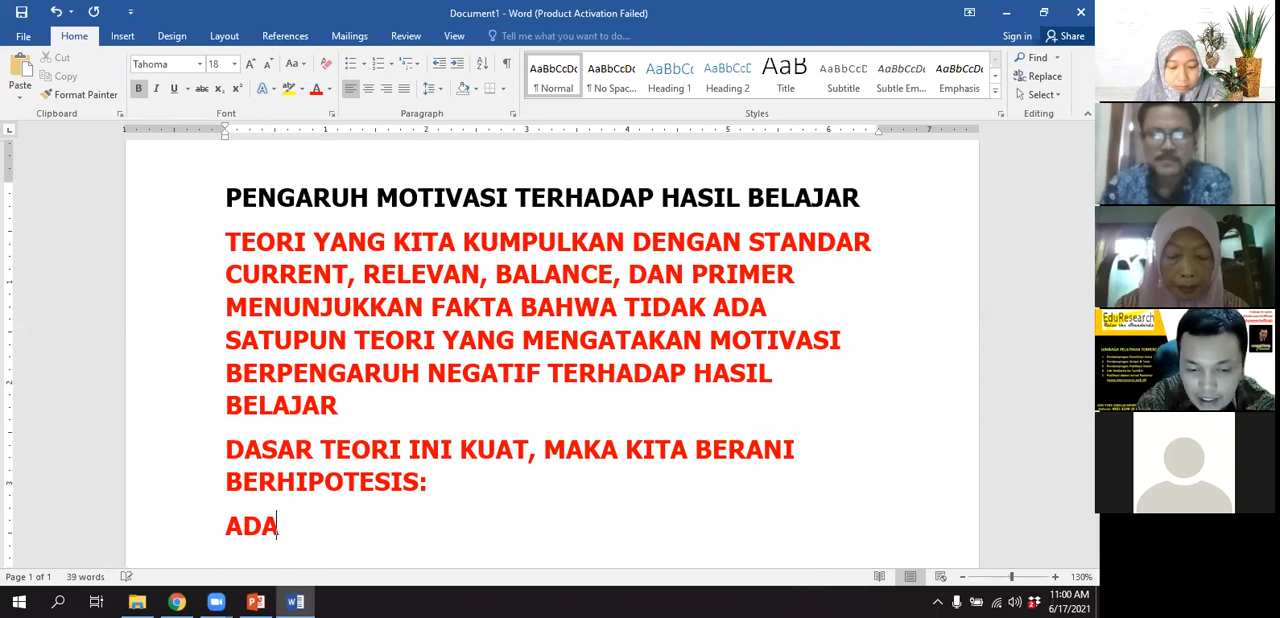 Document1 - Word (Product Activation Failed)
File Home Insert Design Layout References Mailings Review View Tell me what you want to do... Sign in Share
Cut
Copy
Format Painter
Paste
Tahoma 18
AaBbCcDc AaBbCcDc AaBbCc AaBbCcD AaB AaBbCcD AaBbCcDc AaBbCcDc
¶ Normal ¶ No Spac... Heading 1 Heading 2 Title Subtitle Subtle Em... Emphasis
Find
Replace
Select
Clipboard Font Paragraph Styles Editing
PENGARUH MOTIVASI TERHADAP HASIL BELAJAR
TEORI YANG KITA KUMPULKAN DENGAN STANDAR
CURRENT, RELEVAN, BALANCE, DAN PRIMER
MENUNJUKKAN FAKTA BAHWA TIDAK ADA
SATUPUN TEORI YANG MENGATAKAN MOTIVASI
BERPENGARUH NEGATIF TERHADAP HASIL
BELAJAR
DASAR TEORI INI KUAT, MAKA KITA BERANI
BERHIPOTESIS:
ADA
EduResearch
Page 1 of 1 39 words 130%
11:00 AM
6/17/2021